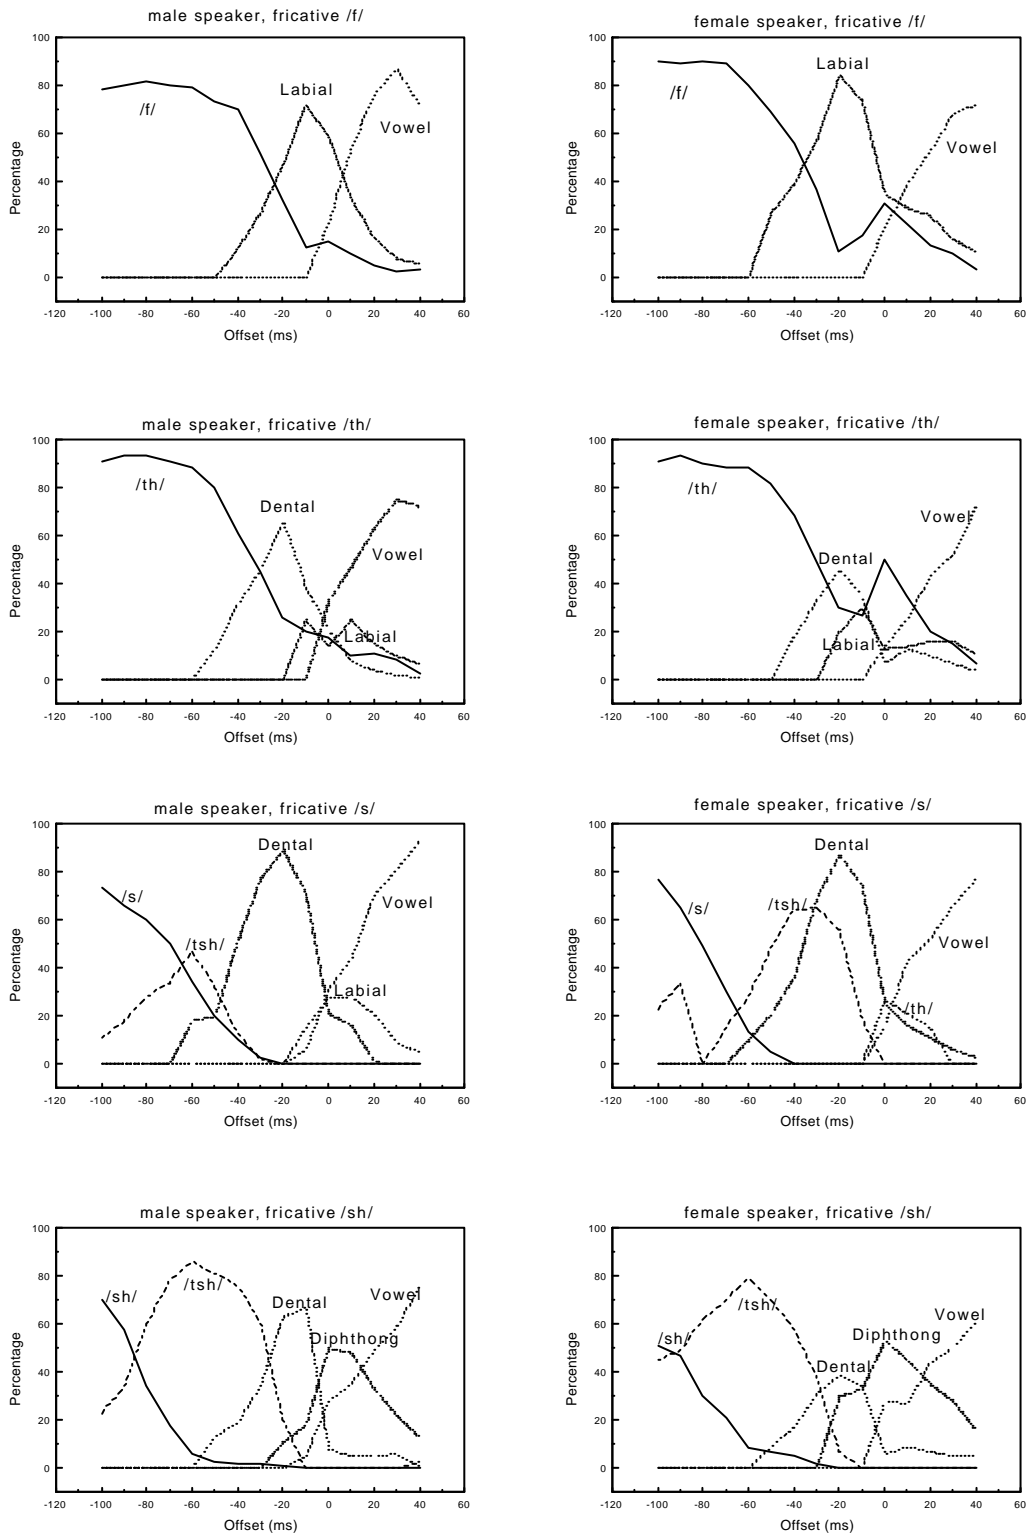 male speaker, fricative /f/
100
80
60
40
20
0
Percentage
/f/
Labial
Vowel
-120 -100 -80 -60 -40 -20 0 20 40 60
Offset (ms)
female speaker, fricative /f/
100
80
60
40
20
0
Percentage
/f/
Labial
Vowel
-120 -100 -80 -60 -40 -20 0 20 40 60
Offset (ms)
male speaker, fricative /th/
100
80
60
40
20
0
Percentage
/th/
Dental
Vowel
Labial
-120 -100 -80 -60 -40 -20 0 20 40 60
Offset (ms)
female speaker, fricative /th/
100
80
60
40
20
0
Percentage
/th/
Vowel
Dental
Labial
-120 -100 -80 -60 -40 -20 0 20 40 60
Offset (ms)
male speaker, fricative /s/
100
80
60
40
20
0
Percentage
Dental
/s/
Vowel
/tsh/
Labial
-120 -100 -80 -60 -40 -20 0 20 40 60
Offset (ms)
female speaker, fricative /s/
100
80
60
40
20
0
Percentage
Dental
/s/
/tsh/
Vowel
/th/
-120 -100 -80 -60 -40 -20 0 20 40 60
Offset (ms)
male speaker, fricative /sh/
100
80
60
40
20
0
Percentage
/tsh/
/sh/
Vowel
Dental
Diphthong
-120 -100 -80 -60 -40 -20 0 20 40 60
Offset (ms)
female speaker, fricative /sh/
100
80
60
40
20
0
Percentage
/tsh/
Vowel
/sh/
Diphthong
Dental
-120 -100 -80 -60 -40 -20 0 20 40 60
Offset (ms)